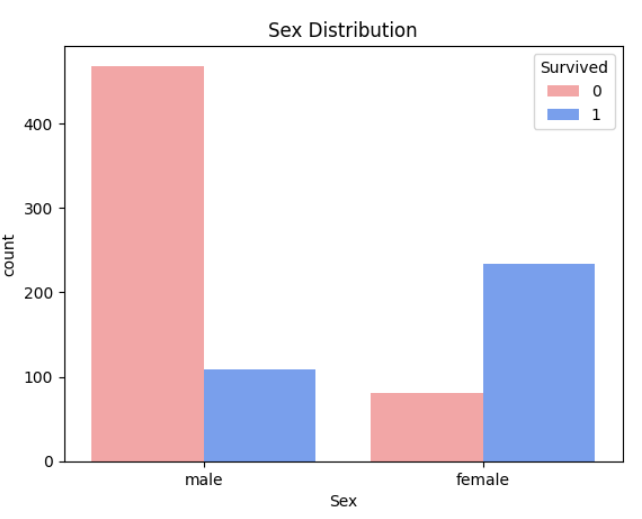 Sex Distribution
Survived
0
1
400
300
200
100
0
count
male
female
Sex